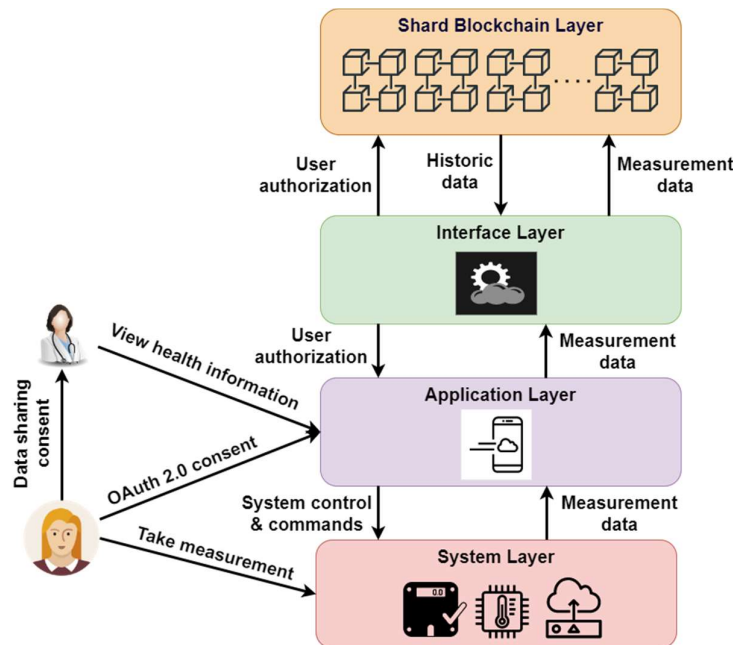 Shard Blockchain Layer
....
User
authorization
Historic
data
Measurement
data
Interface Layer
User
authorization
Measurement
data
View health information
Application Layer
Data sharing
consent
OAuth 2.0 consent
System control
& commands
Measurement
data
Take measurement
System Layer
0.0